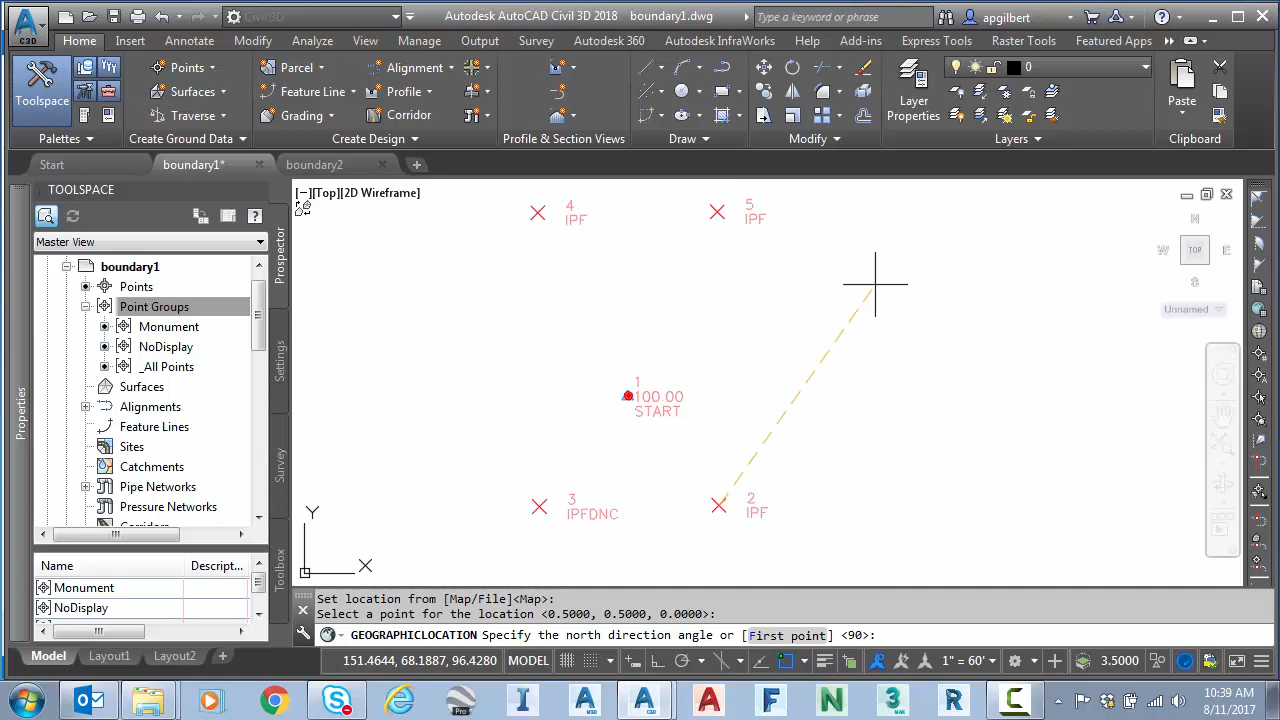 Civil 3D
Autodesk AutoCAD Civil 3D 2018 boundary1.dwg
Type a keyword or phrase
apgilbert
C3D
Home Insert Annotate Modify Analyze View Manage Output Survey Autodesk 360 Autodesk InfraWorks Help Add-ins Express Tools Raster Tools Featured Apps
Toolspace
Points
Surfaces
Traverse
Parcel
Feature Line
Grading
Alignment
Profile
Corridor
Layer
Properties
0
Paste
Palettes
Create Ground Data
Create Design
Profile & Section Views
Draw
Modify
Layers
Clipboard
Start
boundary1*
boundary2
TOOLSPACE
Master View
boundary1
Points
Point Groups
Monument
NoDisplay
_All Points
Surfaces
Alignments
Feature Lines
Sites
Catchments
Pipe Networks
Pressure Networks
Name Descript...
Monument
NoDisplay
Properties
Prospector
Settings
Survey
Toolbox
[−][Top][2D Wireframe]
4
IPF
5
IPF
1
100.00
START
3
IPFDNC
2
IPF
Y
X
N
W
TOP
E
S
Unnamed
Set location from [Map/File]<Map>:
Select a point for the location <0.5000, 0.5000, 0.0000>:
GEOGRAPHICLOCATION Specify the north direction angle or [First point] <90>:
Model Layout1 Layout2
151.4644, 68.1887, 96.4280 MODEL
1" = 60'
3.5000
Pro
10:39 AM
8/11/2017